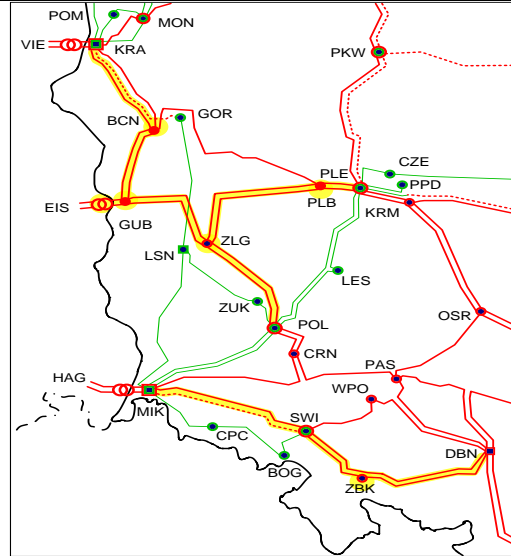 POM
MON
VIE
KRA
PKW
BCN
GOR
CZE
PLE
PPD
PLB
KRM
EIS
GUB
ZLG
LSN
LES
ZUK
POL
OSR
CRN
PAS
HAG
WPO
MIK
SWI
CPC
DBN
BOG
ZBK